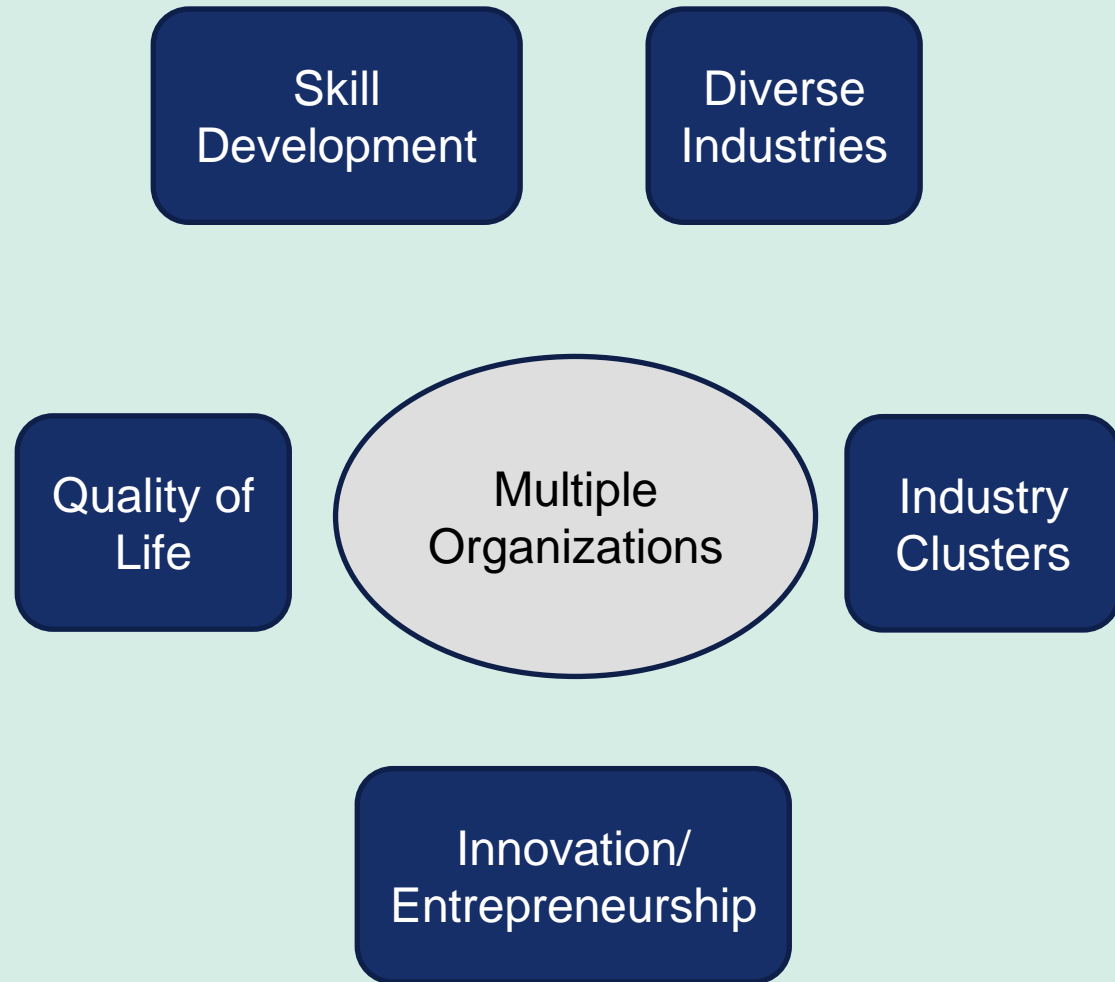 Skill
Development
Diverse
Industries
Quality of
Life
Multiple
Organizations
Industry
Clusters
Innovation/
Entrepreneurship